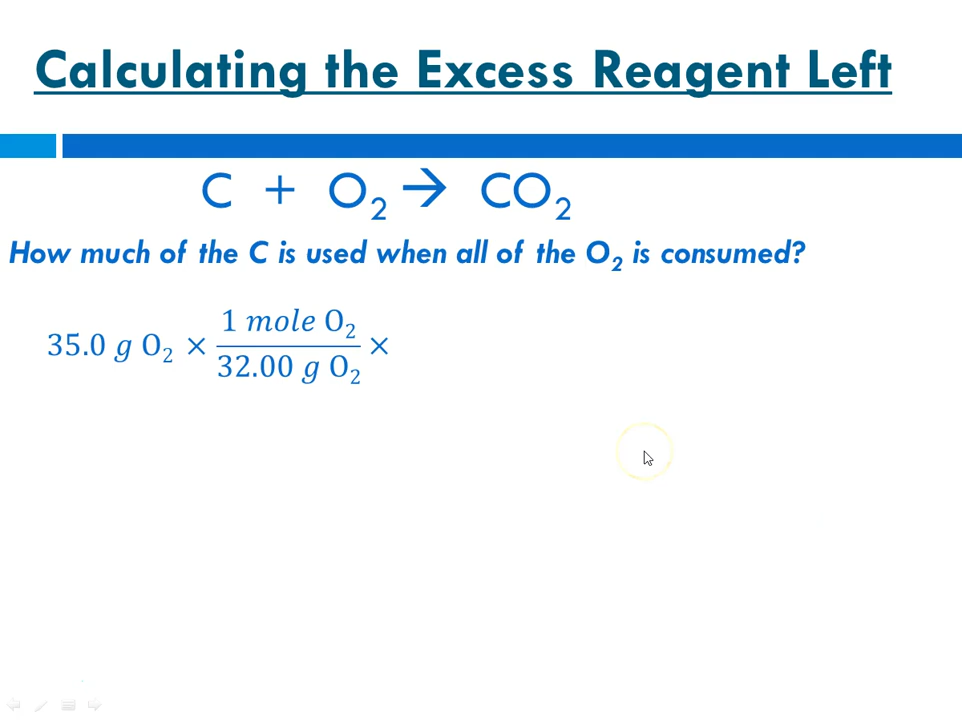 Calculating the Excess Reagent Left
C + O₂ → CO₂
How much of the C is used when all of the O₂ is consumed?
35.0 g O₂ × 1 mole O₂ / 32.00 g O₂ ×